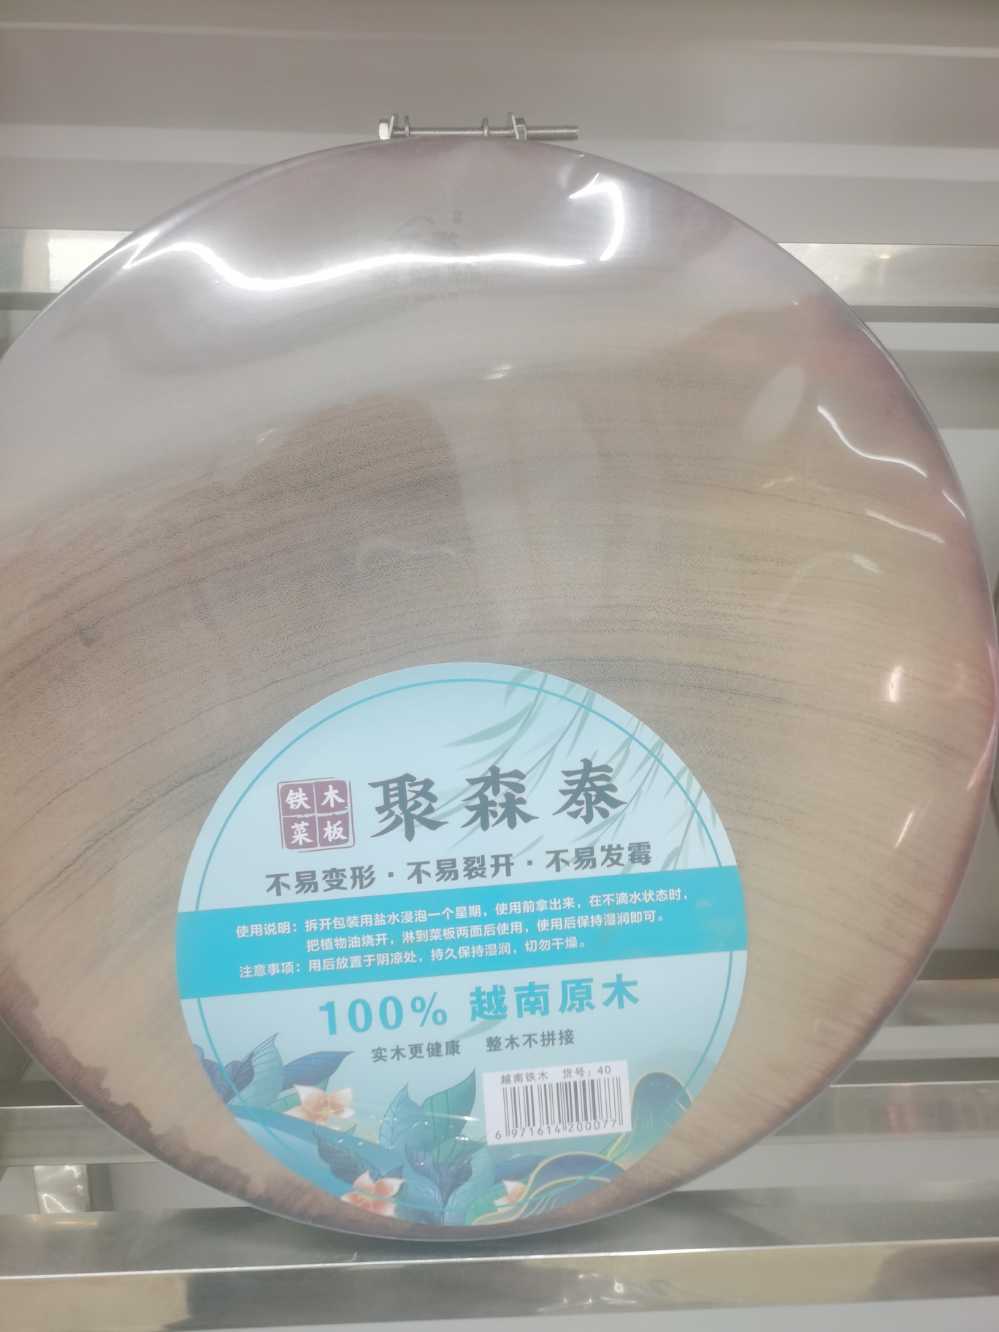 铁木
菜板
聚森泰
不易变形·不易裂开·不易发霉
使用说明：拆开包装用盐水浸泡一个星期，使用前拿出来，在不滴水状态时，
把植物油烧开，淋到菜板两面后使用，使用后保持湿润即可。
注意事项：用后放置于阴凉处，持久保持湿润，切勿干燥。
100% 越南原木
实木更健康 整木不拼接
越南铁木 货号：40
6 971614 200077